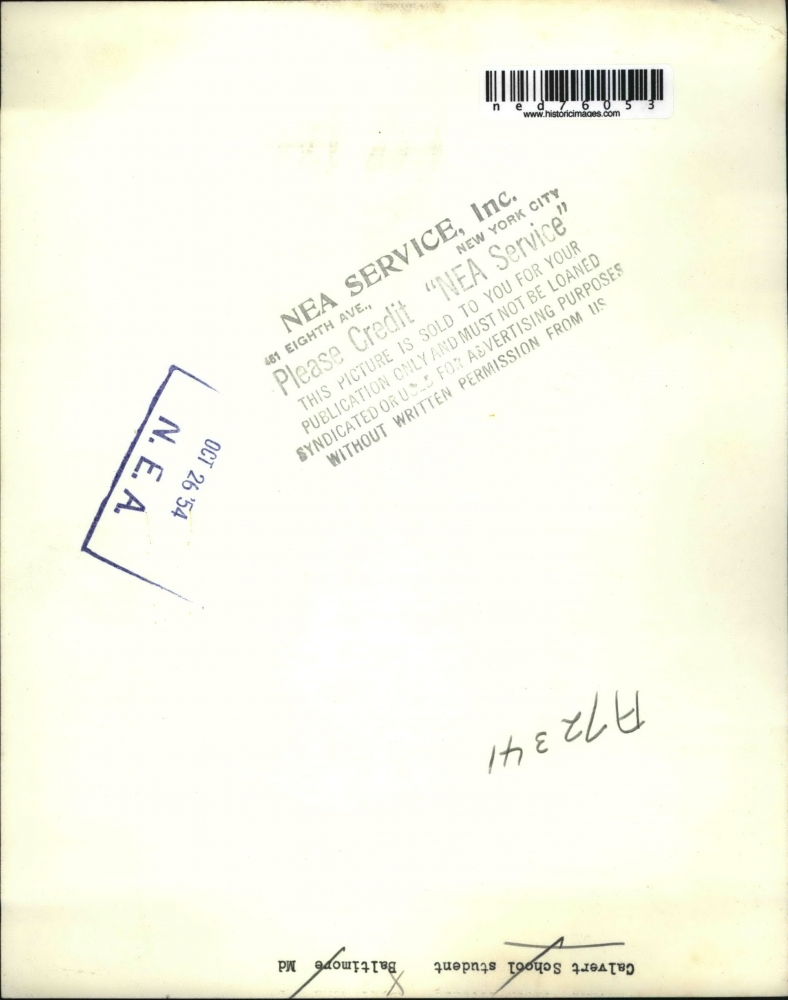 ned76053
www.historicimages.com
NEA SERVICE, Inc.
461 EIGHTH AVE., NEW YORK CITY
Please Credit "NEA Service"
THIS PICTURE IS SOLD TO YOU FOR YOUR
PUBLICATION ONLY AND MUST NOT BE LOANED
SYNDICATED OR USED FOR ADVERTISING PURPOSES
WITHOUT WRITTEN PERMISSION FROM US
OCT 26 '54
N. E. A.
A72341
Calvert School student Baltimore Md